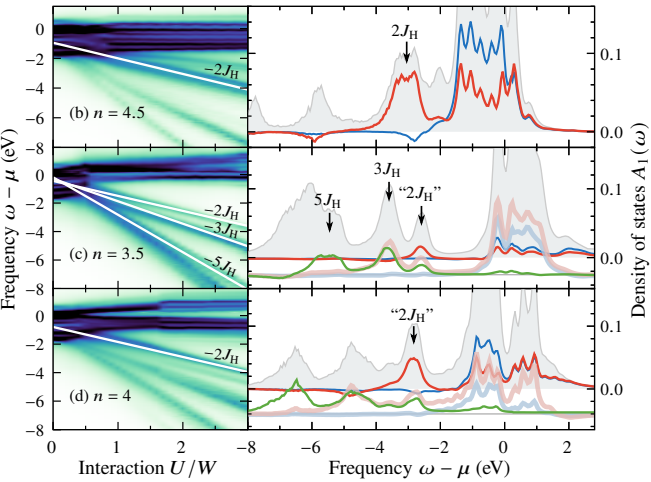 0
−2
−4
−6
−8
(b) n = 4.5
−2J_H
2J_H
0.1
0.0
0
−2
−4
−6
−8
(c) n = 3.5
−2J_H
−3J_H
−5J_H
5J_H
3J_H
“2J_H”
0.1
0.0
0
−2
−4
−6
−8
(d) n = 4
−2J_H
“2J_H”
0.1
0.0
0
1
2
−8
−6
−4
−2
0
2
Interaction U/W
Frequency ω − μ (eV)
Frequency ω − μ (eV)
Density of states A_1(ω)